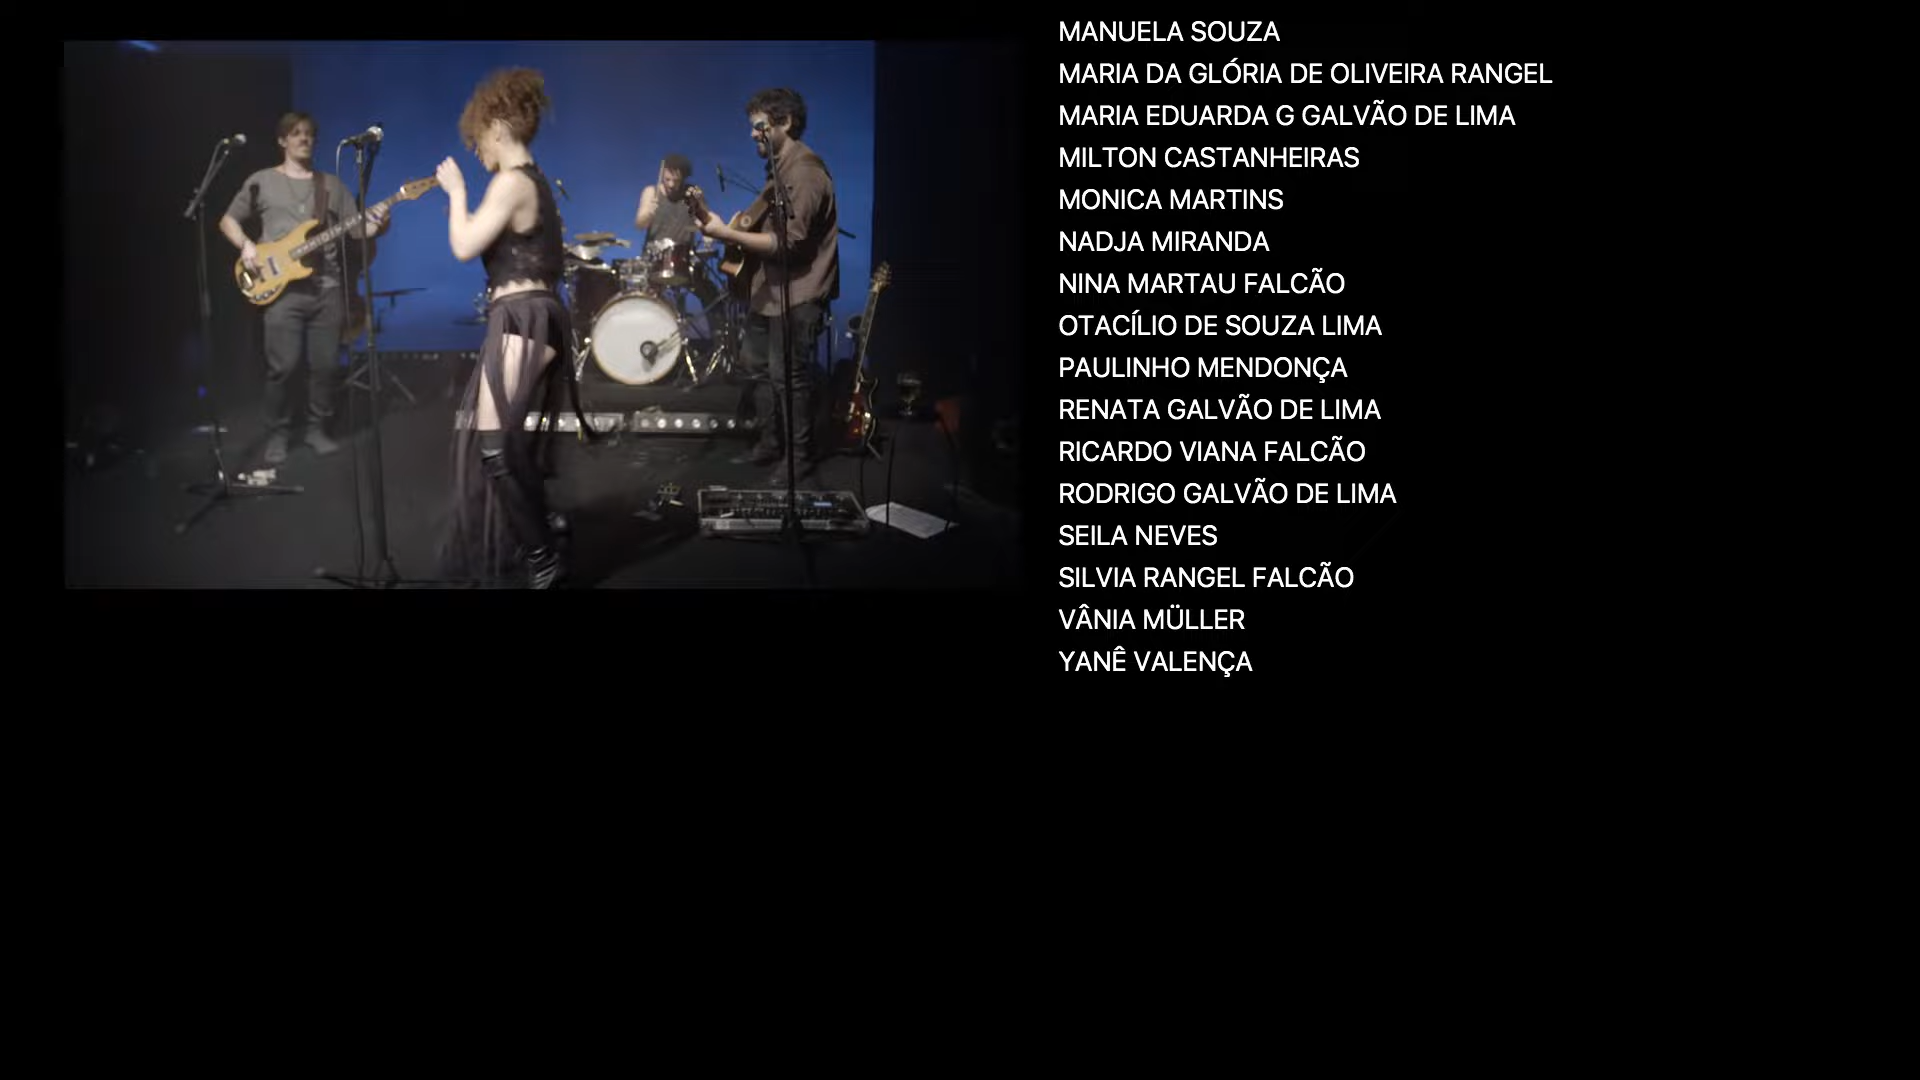 MANUELA SOUZA
MARIA DA GLÓRIA DE OLIVEIRA RANGEL
MARIA EDUARDA G GALVÃO DE LIMA
MILTON CASTANHEIRAS
MONICA MARTINS
NADJA MIRANDA
NINA MARTAU FALCÃO
OTACÍLIO DE SOUZA LIMA
PAULINHO MENDONÇA
RENATA GALVÃO DE LIMA
RICARDO VIANA FALCÃO
RODRIGO GALVÃO DE LIMA
SEILA NEVES
SILVIA RANGEL FALCÃO
VÂNIA MÜLLER
YANÊ VALENÇA